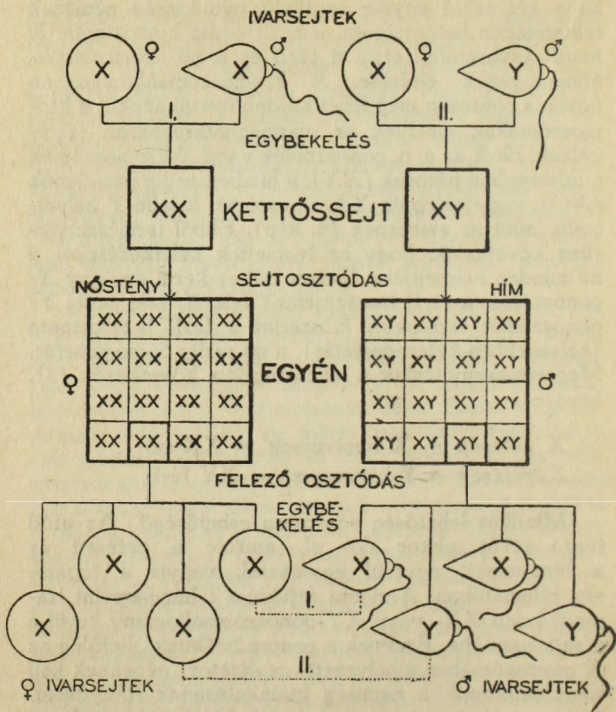 IVARSEJTEK
♀ ♂ ♀ ♂
X X X Y
I. II.
EGYBEKELÉS
XX KETTŐSSEJT XY
NŐSTÉNY SEJTOSZTÓDÁS HÍM
XX XX XX XX XY XY XY XY
XX XX XX XX XY XY XY XY
♀ EGYÉN ♂
XX XX XX XX XY XY XY XY
XX XX XX XX XY XY XY XY
FELEZŐ OSZTÓDÁS
EGYBE-
KELÉS
X X X X
I.
X X Y Y
II.
♀ IVARSEJTEK ♂ IVARSEJTEK